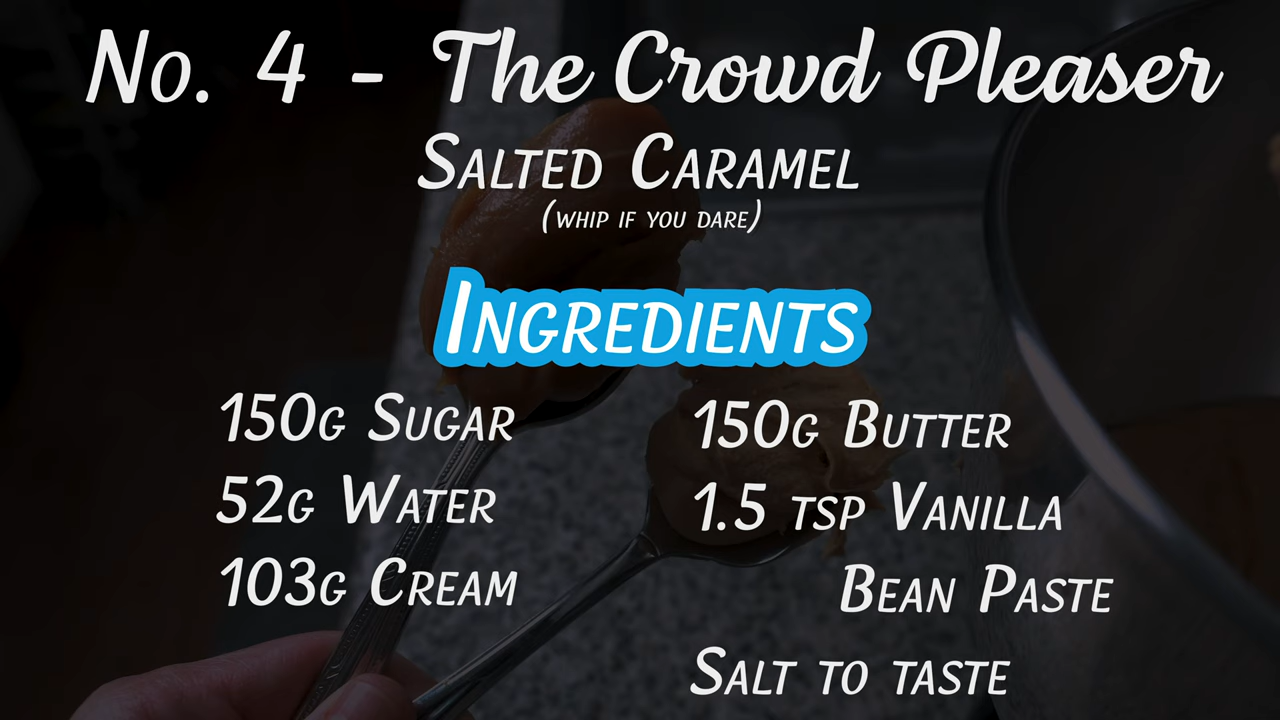 No. 4 - The Crowd Pleaser
Salted Caramel
(whip if you dare)
Ingredients
150g Sugar
52g Water
103g Cream
150g Butter
1.5 tsp Vanilla
Bean Paste
Salt to taste